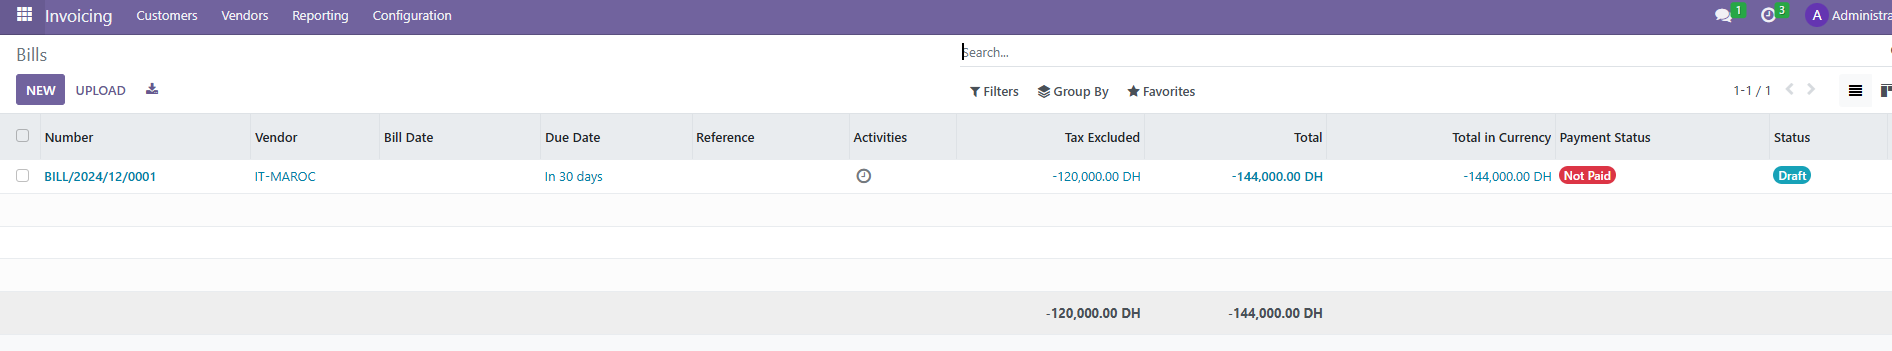 Invoicing Customers Vendors Reporting Configuration 1 3 A Administra
Bills Search...
NEW UPLOAD Filters Group By Favorites 1-1 / 1
Number Vendor Bill Date Due Date Reference Activities Tax Excluded Total Total in Currency Payment Status Status
BILL/2024/12/0001 IT-MAROC In 30 days -120,000.00 DH -144,000.00 DH -144,000.00 DH Not Paid Draft
-120,000.00 DH -144,000.00 DH